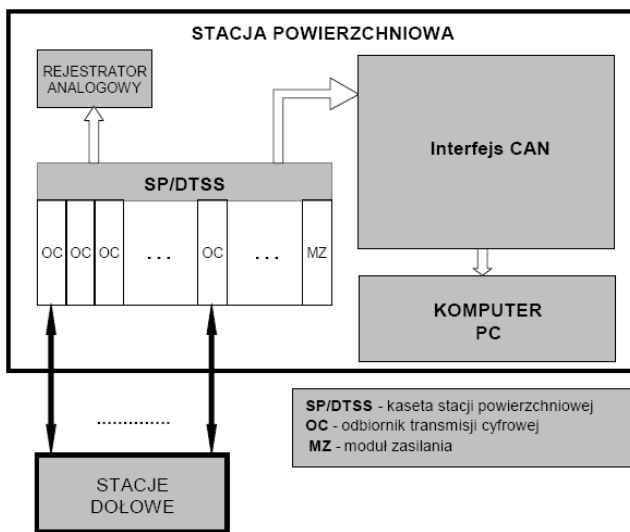 STACJA POWIERZCHNIOWA
REJESTRATOR
ANALOGOWY
Interfejs CAN
SP/DTSS
OC OC OC ... OC ... MZ
KOMPUTER
PC
SP/DTSS - kaseta stacji powierzchniowej
OC - odbiornik transmisji cyfrowej
MZ - moduł zasilania
..............
STACJE
DOŁOWE